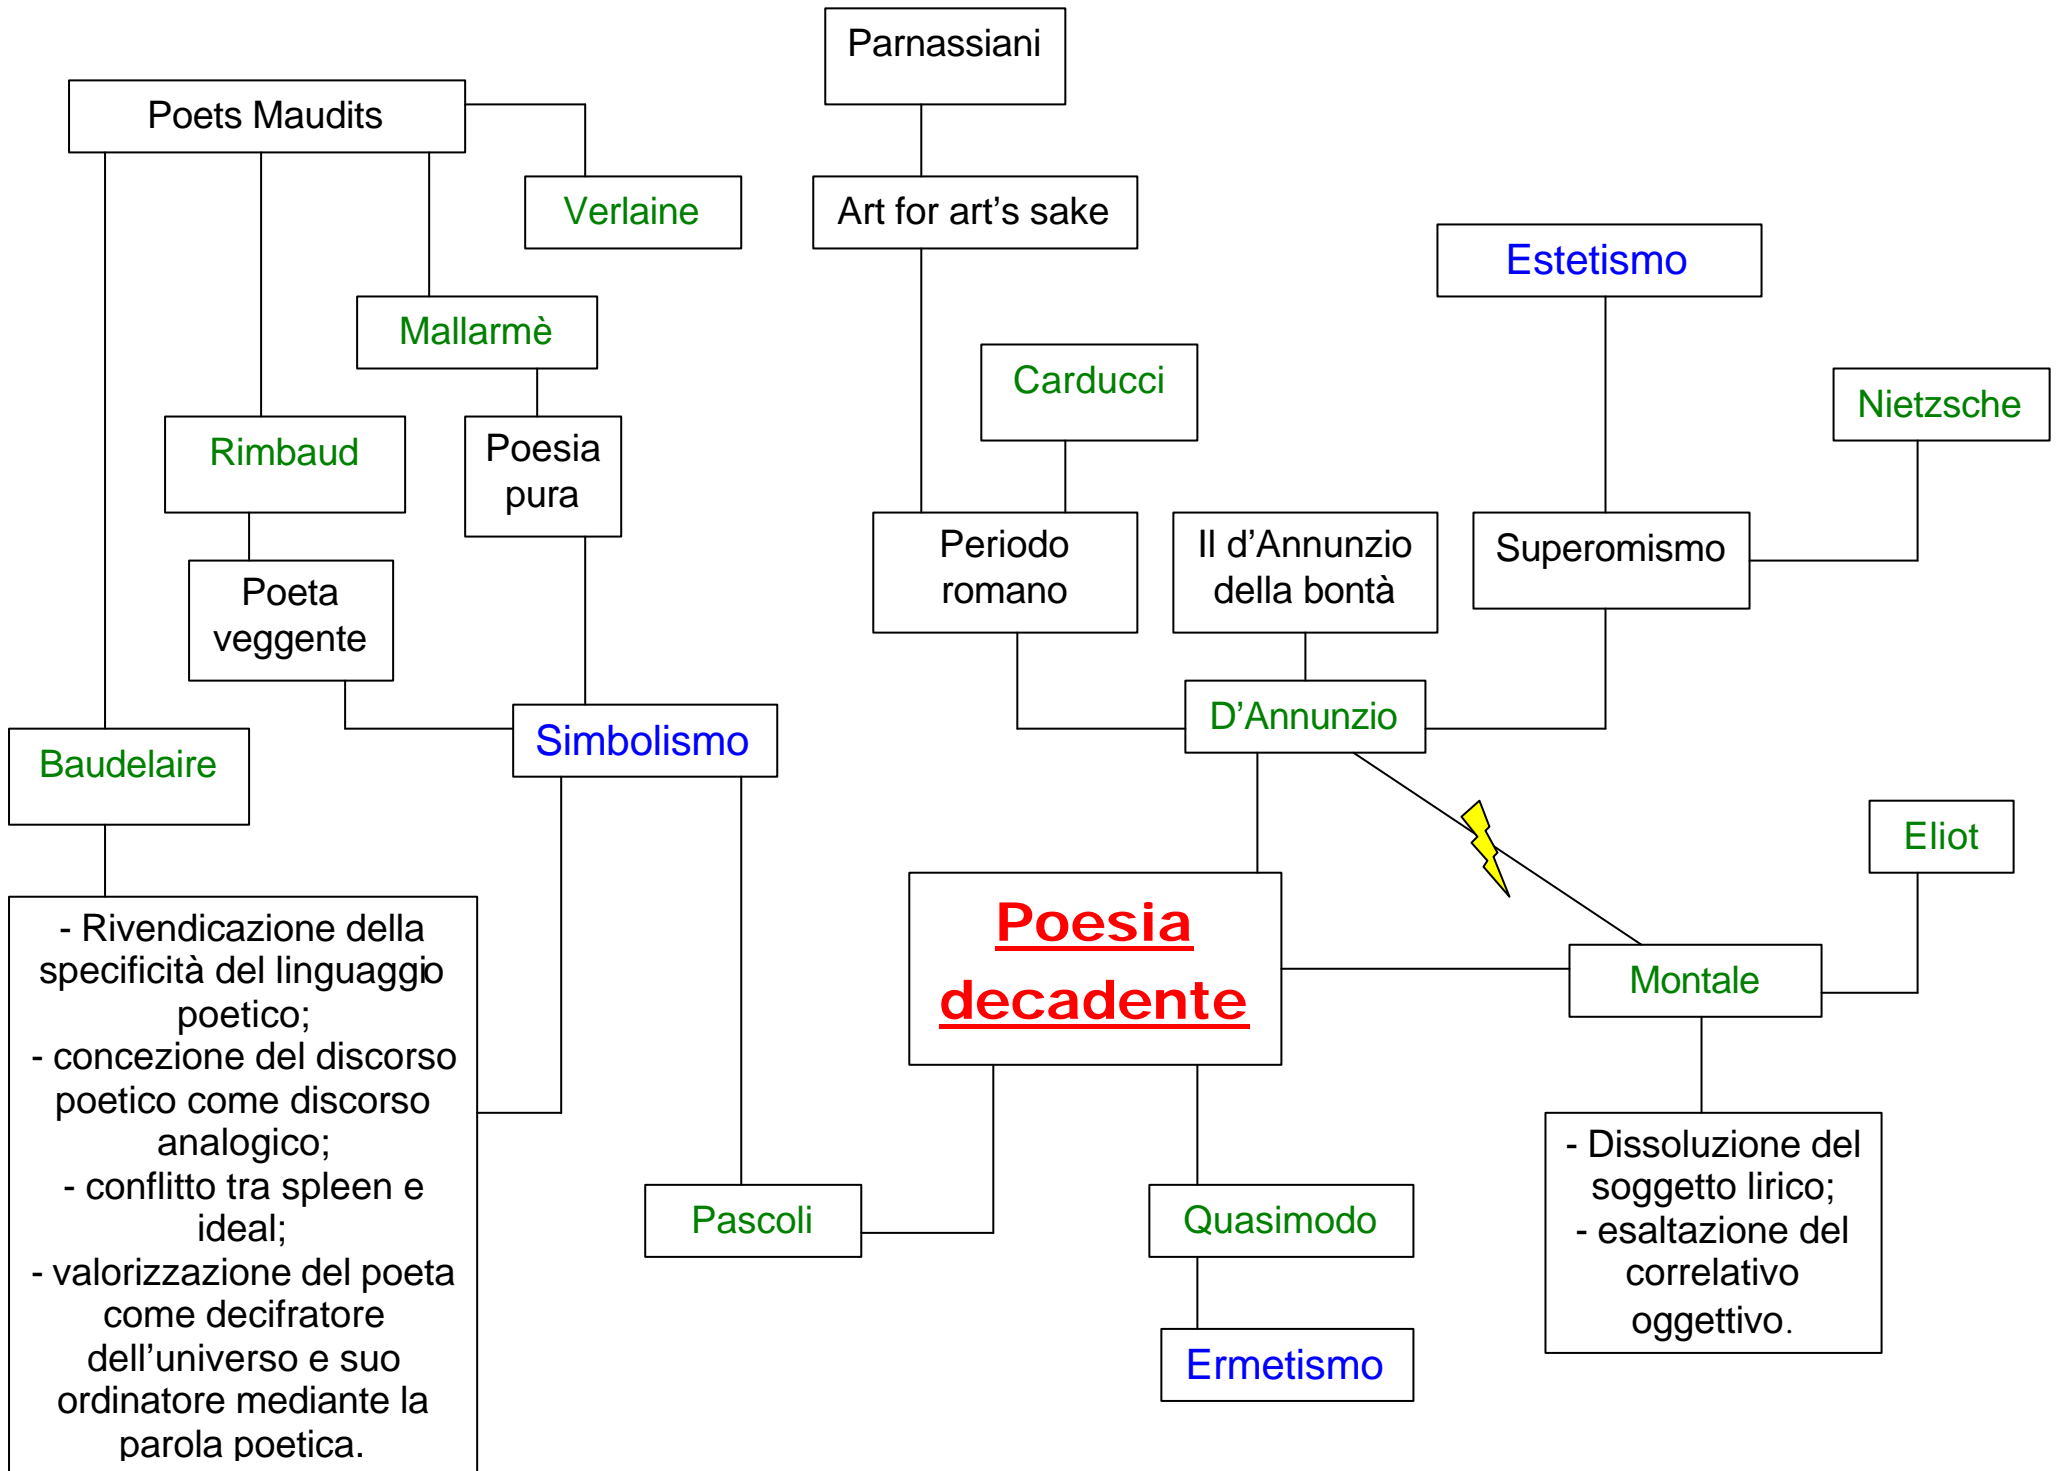 Parnassiani
Poets Maudits
Verlaine
Art for art's sake
Estetismo
Mallarmè
Carducci
Nietzsche
Rimbaud
Poesia
pura
Periodo
romano
Il d’Annunzio
della bontà
Superomismo
Poeta
veggente
Simbolismo
D’Annunzio
Baudelaire
Eliot
Poesia
decadente
Montale
- Rivendicazione della
specificità del linguaggio
poetico;
- concezione del discorso
poetico come discorso
analogico;
- conflitto tra spleen e
ideal;
- valorizzazione del poeta
come decifratore
dell’universo e suo
ordinatore mediante la
parola poetica.
Pascoli
Quasimodo
- Dissoluzione del
soggetto lirico;
- esaltazione del
correlativo
oggettivo.
Ermetismo